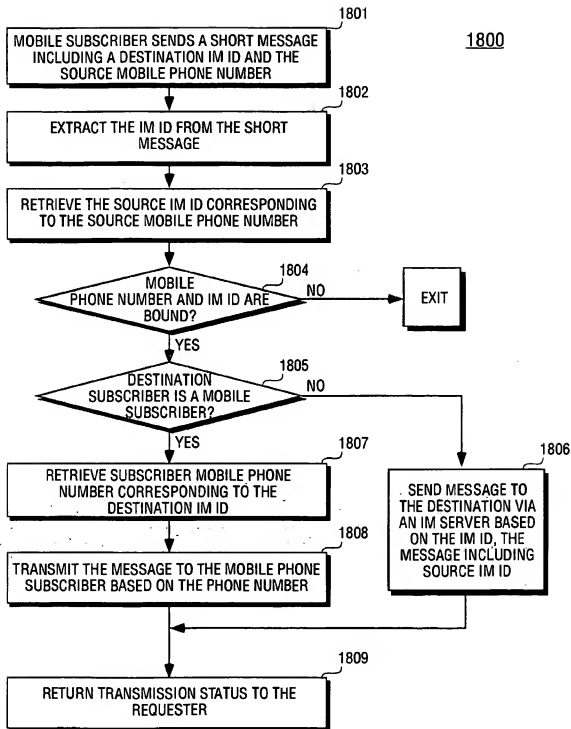 1801
1800
MOBILE SUBSCRIBER SENDS A SHORT MESSAGE
INCLUDING A DESTINATION IM ID AND THE
SOURCE MOBILE PHONE NUMBER
1802
EXTRACT THE IM ID FROM THE SHORT
MESSAGE
1803
RETRIEVE THE SOURCE IM ID CORRESPONDING
TO THE SOURCE MOBILE PHONE NUMBER
1804
MOBILE
PHONE NUMBER AND IM ID ARE
BOUND?
NO
EXIT
YES
1805
DESTINATION
SUBSCRIBER IS A MOBILE
SUBSCRIBER?
NO
YES
1807
RETRIEVE SUBSCRIBER MOBILE PHONE
NUMBER CORRESPONDING TO THE
DESTINATION IM ID
1806
SEND MESSAGE TO
THE DESTINATION VIA
AN IM SERVER BASED
ON THE IM ID, THE
MESSAGE INCLUDING
SOURCE IM ID
1808
TRANSMIT THE MESSAGE TO THE MOBILE PHONE
SUBSCRIBER BASED ON THE PHONE NUMBER
1809
RETURN TRANSMISSION STATUS TO THE
REQUESTER